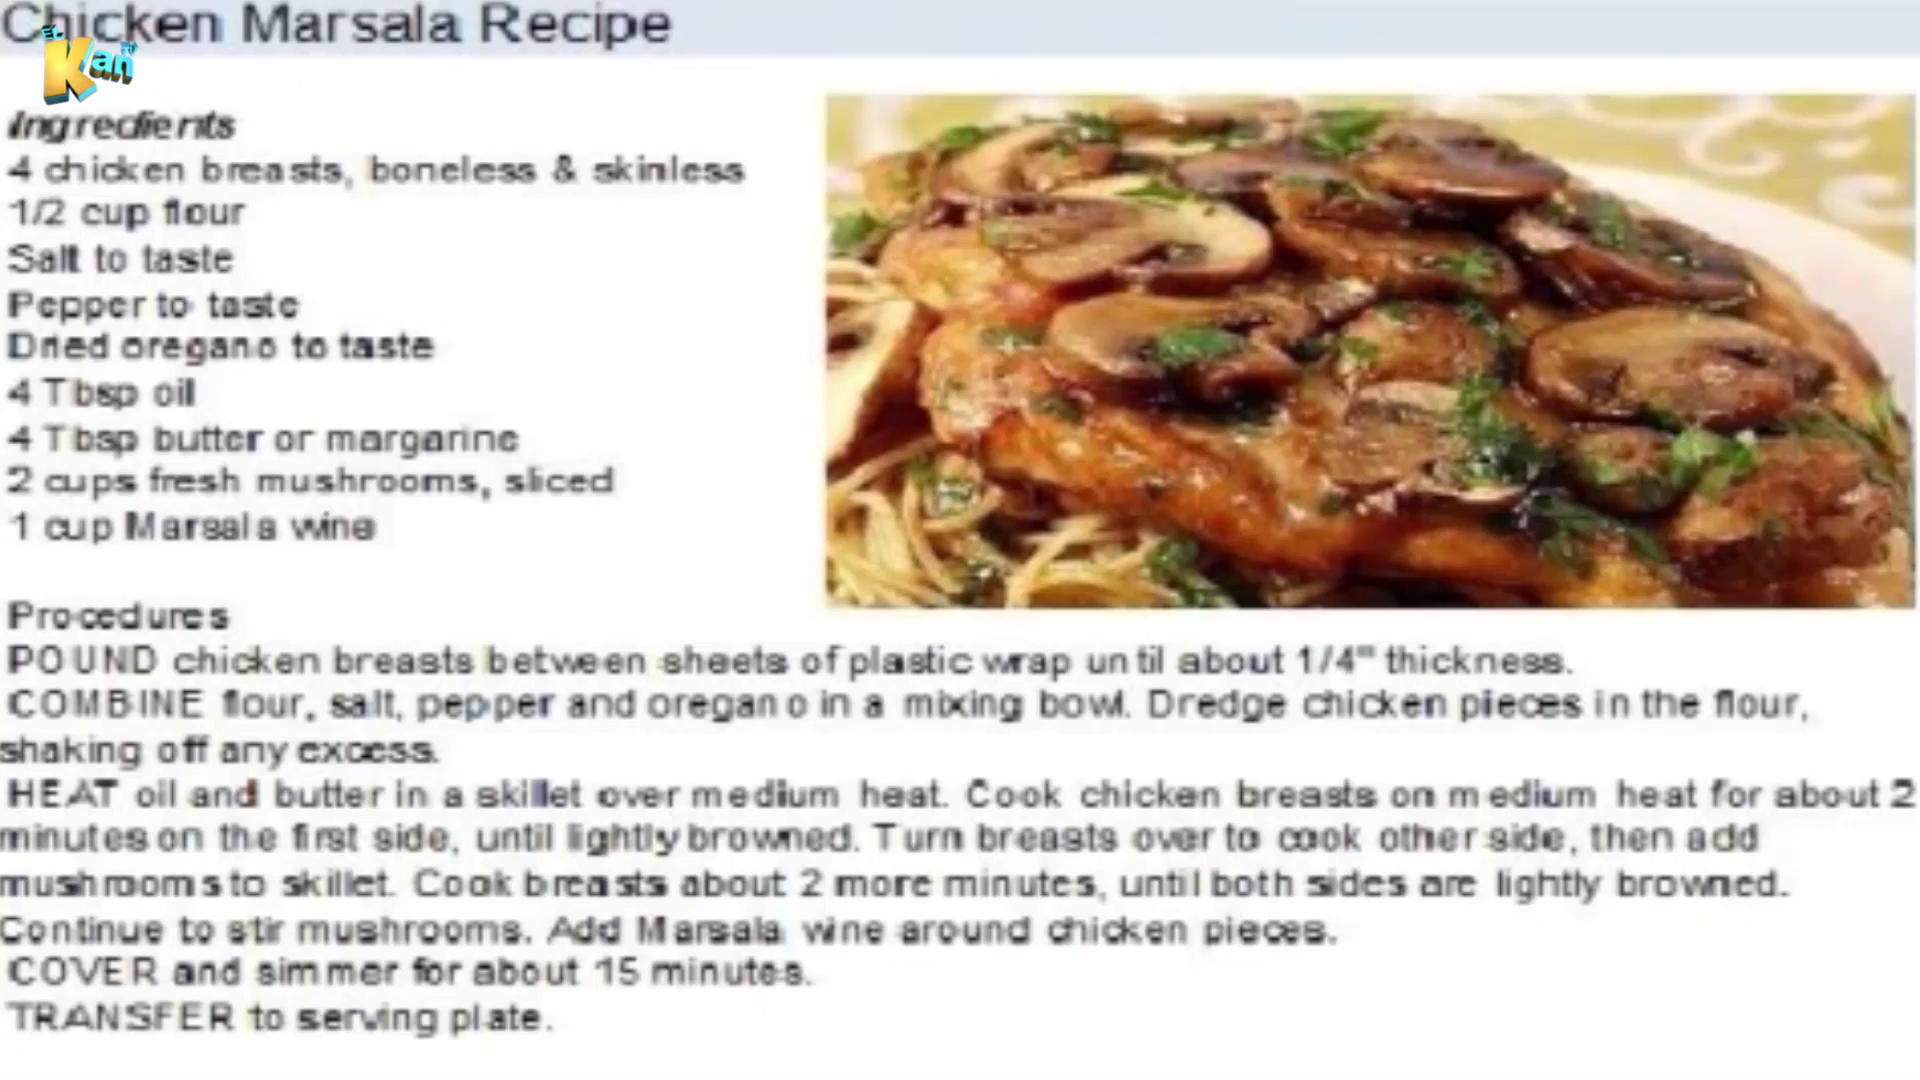 Chicken Marsala Recipe
EL Kan TV
Ingredients
4 chicken breasts, boneless & skinless
1/2 cup flour
Salt to taste
Pepper to taste
Dried oregano to taste
4 Tbsp oil
4 Tbsp butter or margarine
2 cups fresh mushrooms, sliced
1 cup Marsala wine
Procedures
POUND chicken breasts between sheets of plastic wrap until about 1/4" thickness.
COMBINE flour, salt, pepper and oregano in a mixing bowl. Dredge chicken pieces in the flour,
shaking off any excess.
HEAT oil and butter in a skillet over medium heat. Cook chicken breasts on medium heat for about 2
minutes on the first side, until lightly browned. Turn breasts over to cook other side, then add
mushrooms to skillet. Cook breasts about 2 more minutes, until both sides are lightly browned.
Continue to stir mushrooms. Add Marsala wine around chicken pieces.
COVER and simmer for about 15 minutes.
TRANSFER to serving plate.